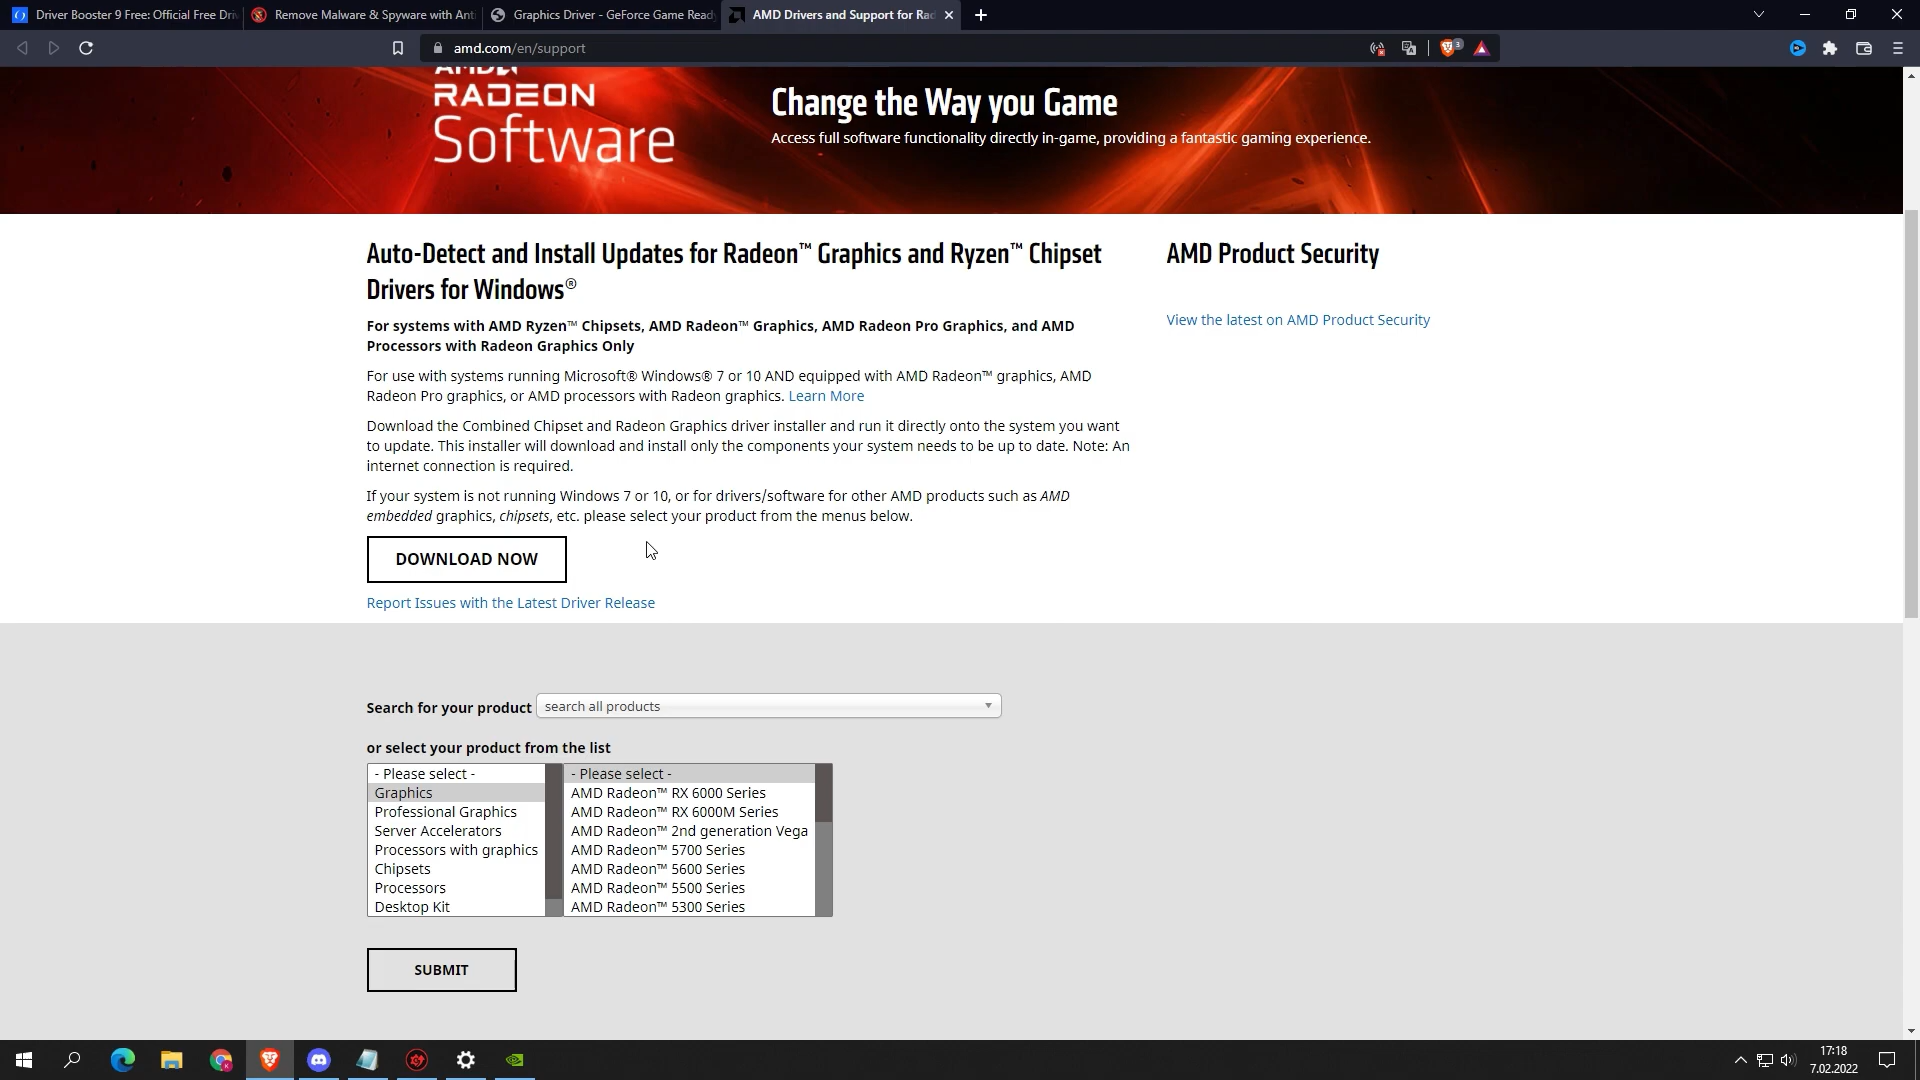 Driver Booster 9 Free: Official Free Dri
Remove Malware & Spyware with Ant
Graphics Driver - GeForce Game Read
AMD Drivers and Support for Rad
amd.com/en/support
3
AMD
RADEON
Software
Change the Way you Game
Access full software functionality directly in-game, providing a fantastic gaming experience.
Auto-Detect and Install Updates for Radeon™ Graphics and Ryzen™ Chipset
Drivers for Windows®
For systems with AMD Ryzen™ Chipsets, AMD Radeon™ Graphics, AMD Radeon Pro Graphics, and AMD
Processors with Radeon Graphics Only
For use with systems running Microsoft® Windows® 7 or 10 AND equipped with AMD Radeon™ graphics, AMD
Radeon Pro graphics, or AMD processors with Radeon graphics. Learn More
Download the Combined Chipset and Radeon Graphics driver installer and run it directly onto the system you want
to update. This installer will download and install only the components your system needs to be up to date. Note: An
internet connection is required.
If your system is not running Windows 7 or 10, or for drivers/software for other AMD products such as AMD
embedded graphics, chipsets, etc. please select your product from the menus below.
DOWNLOAD NOW
Report Issues with the Latest Driver Release
AMD Product Security
View the latest on AMD Product Security
Search for your product search all products
or select your product from the list
- Please select -
Graphics
Professional Graphics
Server Accelerators
Processors with graphics
Chipsets
Processors
Desktop Kit
- Please select -
AMD Radeon™ RX 6000 Series
AMD Radeon™ RX 6000M Series
AMD Radeon™ 2nd generation Vega
AMD Radeon™ 5700 Series
AMD Radeon™ 5600 Series
AMD Radeon™ 5500 Series
AMD Radeon™ 5300 Series
SUBMIT
17:18
7.02.2022